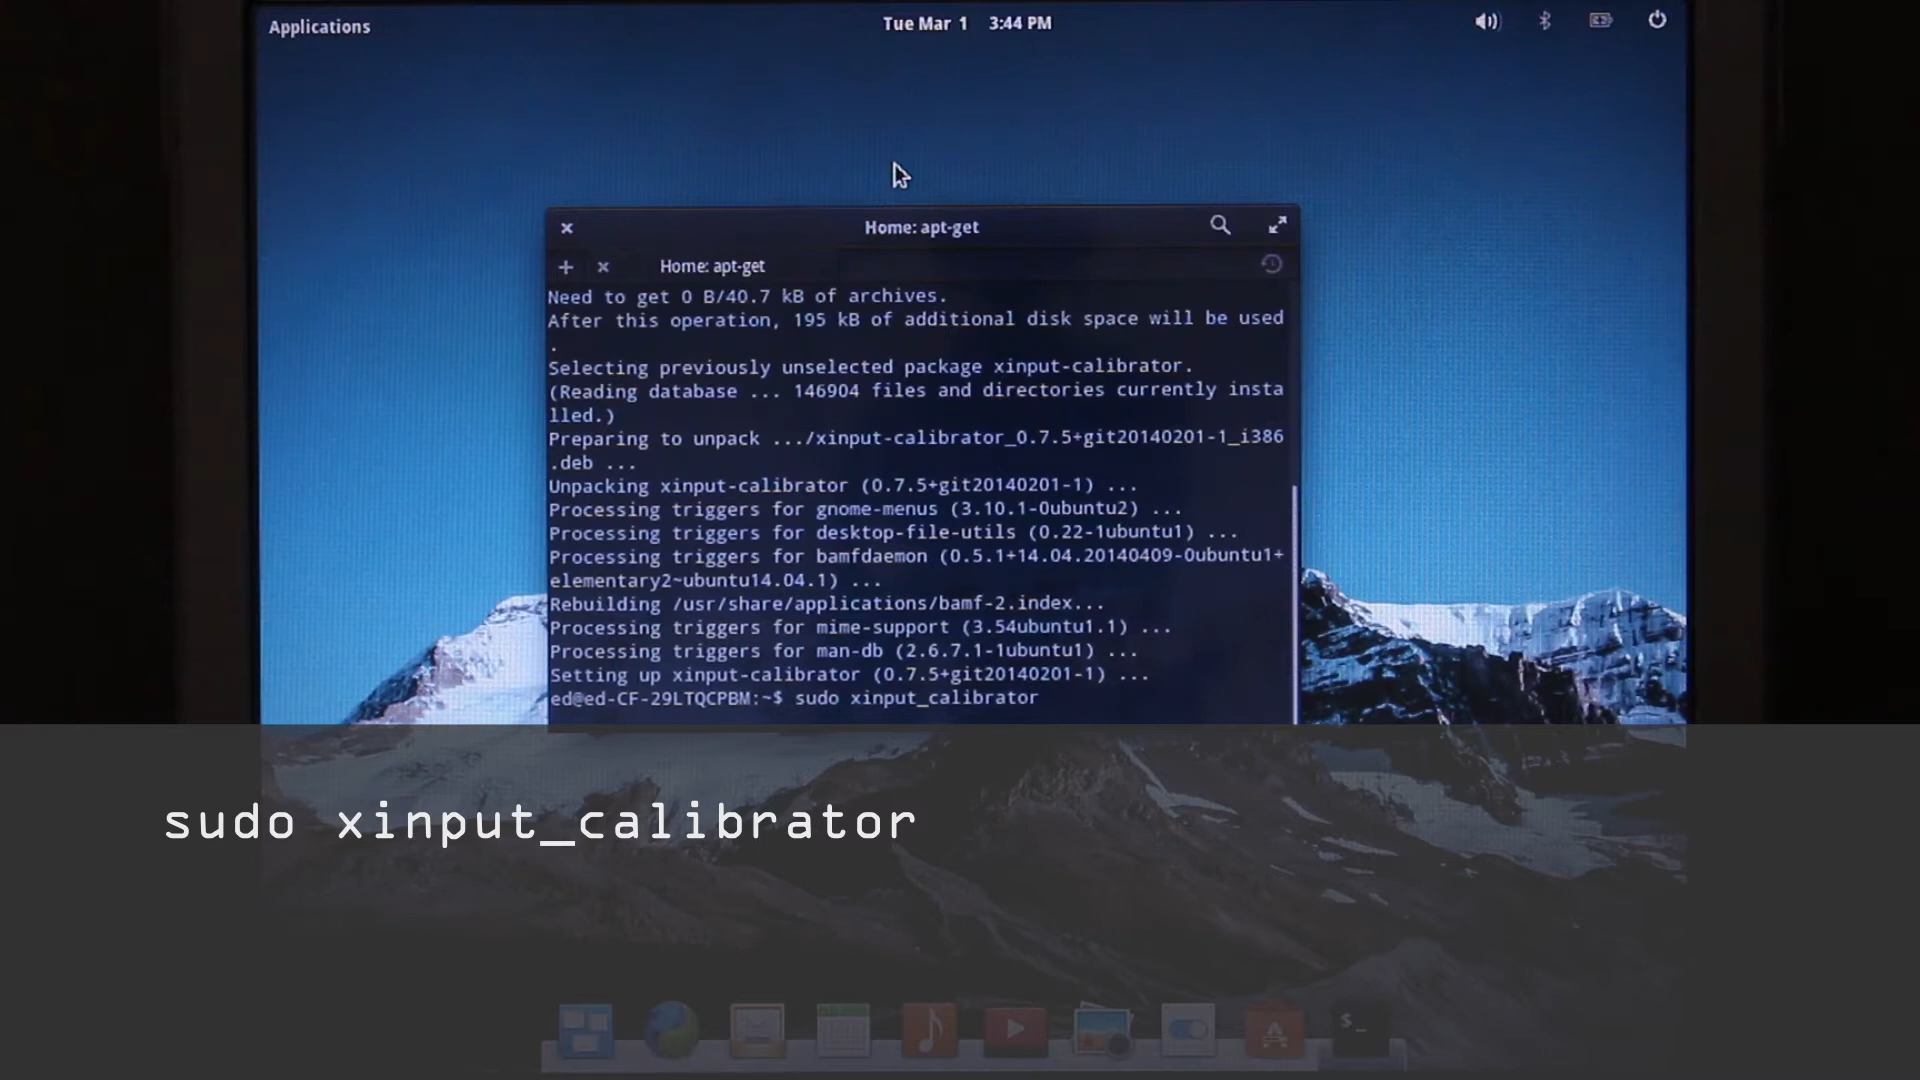 Applications
Tue Mar 1 3:44 PM
Home: apt-get
Home: apt-get
Need to get 0 B/40.7 kB of archives.
After this operation, 195 kB of additional disk space will be used
.
Selecting previously unselected package xinput-calibrator.
(Reading database ... 146904 files and directories currently insta
lled.)
Preparing to unpack .../xinput-calibrator_0.7.5+git20140201-1_i386
.deb ...
Unpacking xinput-calibrator (0.7.5+git20140201-1) ...
Processing triggers for gnome-menus (3.10.1-0ubuntu2) ...
Processing triggers for desktop-file-utils (0.22-1ubuntu1) ...
Processing triggers for bamfdaemon (0.5.1+14.04.20140409-0ubuntu1+
elementary2~ubuntu14.04.1) ...
Rebuilding /usr/share/applications/bamf-2.index...
Processing triggers for mime-support (3.54ubuntu1.1) ...
Processing triggers for man-db (2.6.7.1-1ubuntu1) ...
Setting up xinput-calibrator (0.7.5+git20140201-1) ...
ed@ed-CF-29LTQCPBM:~$ sudo xinput_calibrator
sudo xinput_calibrator
$ _